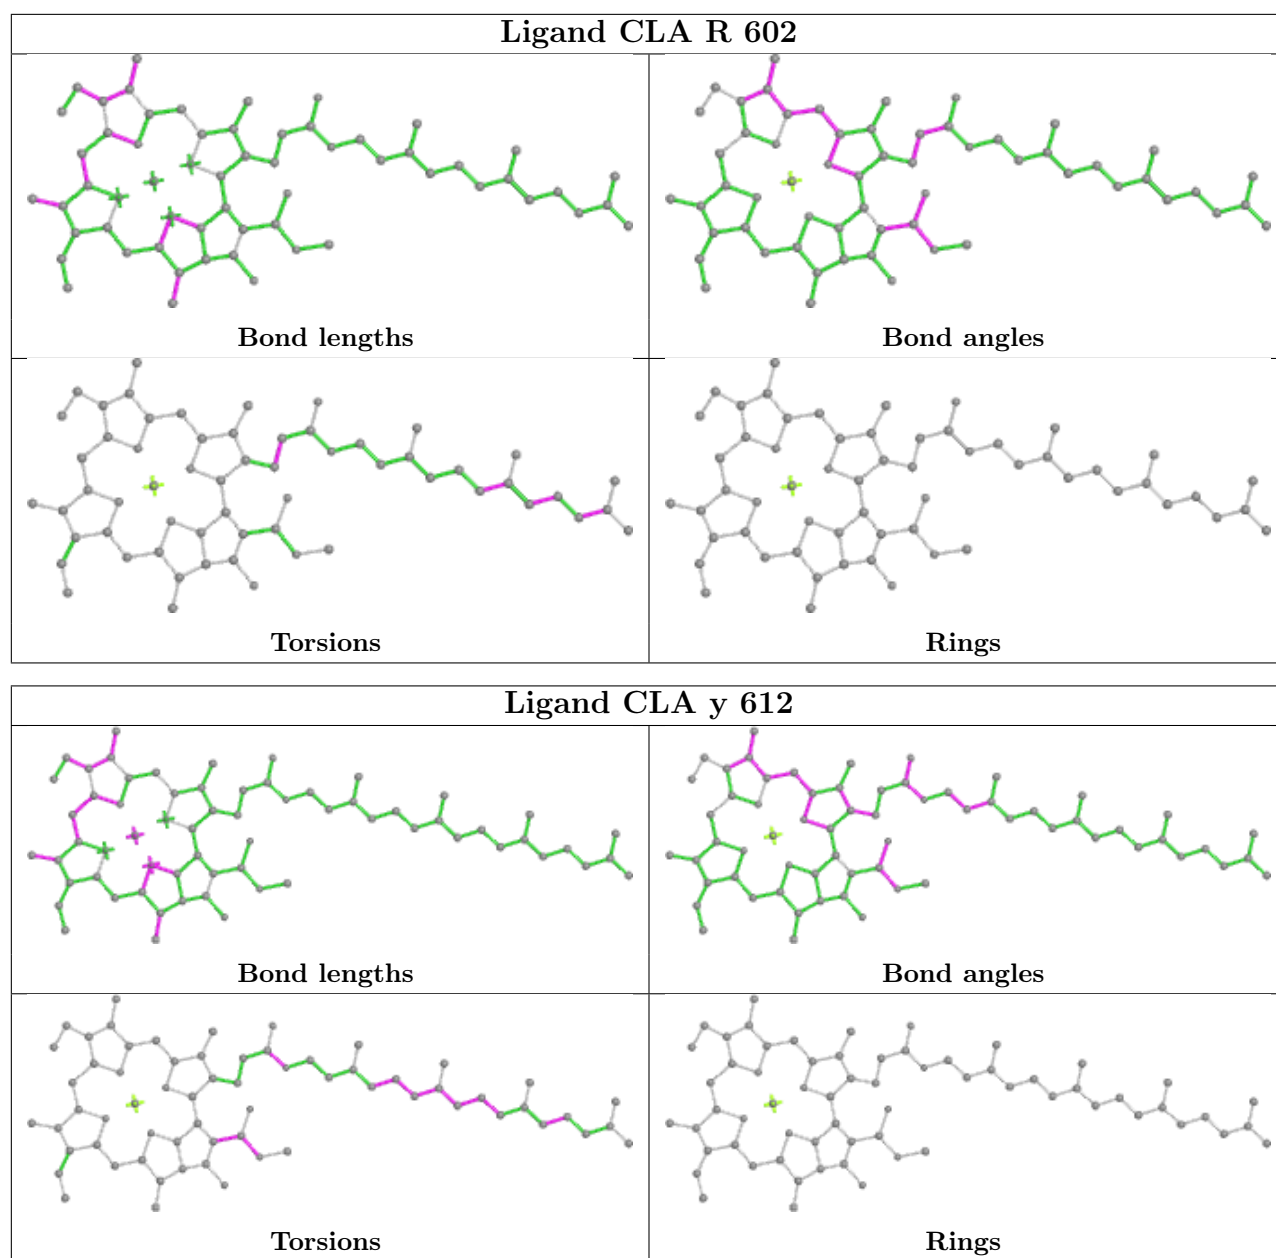 Ligand CLA R 602
Bond lengths
Bond angles
Torsions
Rings
Ligand CLA y 612
Bond lengths
Bond angles
Torsions
Rings